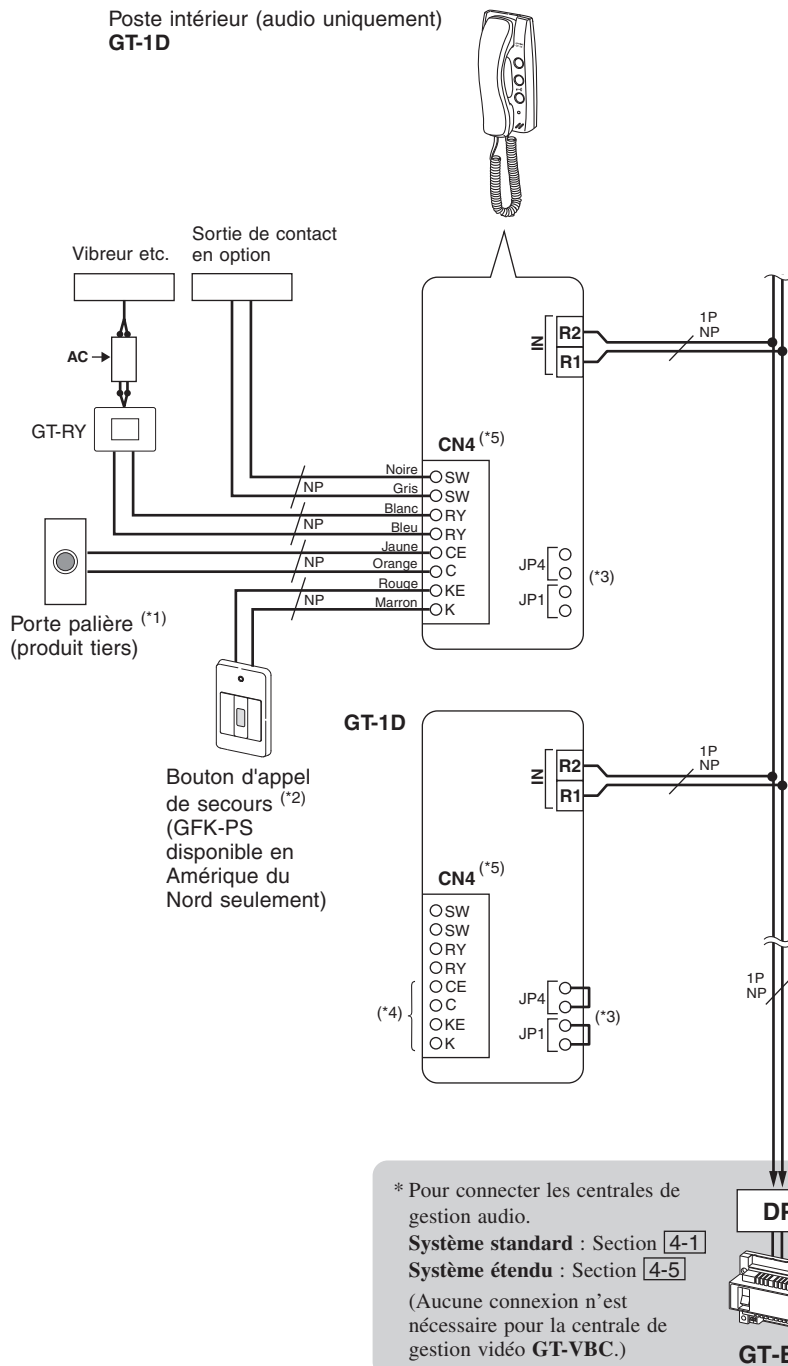 Poste intérieur (audio uniquement)
GT-1D
Vibreur etc.
Sortie de contact
en option
AC
GT-RY
IN
R2
R1
1P
NP
CN4 (*5)
Noire
SW
NP
Gris
SW
Blanc
RY
NP
Bleu
RY
Jaune
CE
NP
Orange
C
Rouge
KE
NP
Marron
K
JP4
JP1
(*3)
Porte palière (*1)
(produit tiers)
Bouton d'appel
de secours (*2)
(GFK-PS
disponible en
Amérique du
Nord seulement)
GT-1D
IN
R2
R1
1P
NP
CN4 (*5)
SW
SW
RY
RY
CE
C
KE
K
(*4)
JP4
JP1
(*3)
1P
NP
* Pour connecter les centrales de
gestion audio.
Système standard : Section 4-1
Système étendu : Section 4-5
(Aucune connexion n'est
nécessaire pour la centrale de
gestion vidéo GT-VBC.)